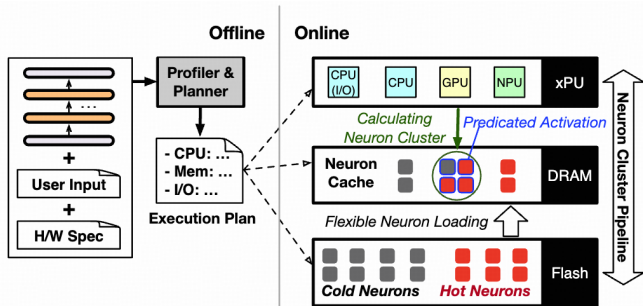 Offline
Online
...
+
User Input
+
H/W Spec
Profiler &
Planner
- CPU: ...
- Mem: ...
- I/O: ...
Execution Plan
CPU
(I/O)
CPU
GPU
NPU
xPU
Calculating
Neuron Cluster
Predicated Activation
Neuron
Cache
DRAM
Flexible Neuron Loading
Cold Neurons
Hot Neurons
Flash
Neuron Cluster Pipeline